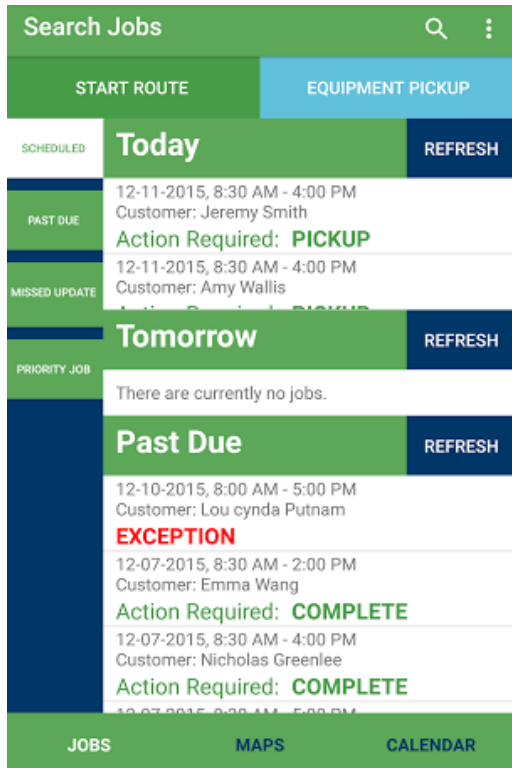 Search Jobs
START ROUTE
EQUIPMENT PICKUP
SCHEDULED
PAST DUE
MISSED UPDATE
PRIORITY JOB
Today
REFRESH
12-11-2015, 8:30 AM - 4:00 PM
Customer: Jeremy Smith
Action Required: PICKUP
12-11-2015, 8:30 AM - 4:00 PM
Customer: Amy Wallis
Action Required: PICKUP
Tomorrow
REFRESH
There are currently no jobs.
Past Due
REFRESH
12-10-2015, 8:00 AM - 5:00 PM
Customer: Lou cynda Putnam
EXCEPTION
12-07-2015, 8:30 AM - 2:00 PM
Customer: Emma Wang
Action Required: COMPLETE
12-07-2015, 8:30 AM - 4:00 PM
Customer: Nicholas Greenlee
Action Required: COMPLETE
JOBS
MAPS
CALENDAR